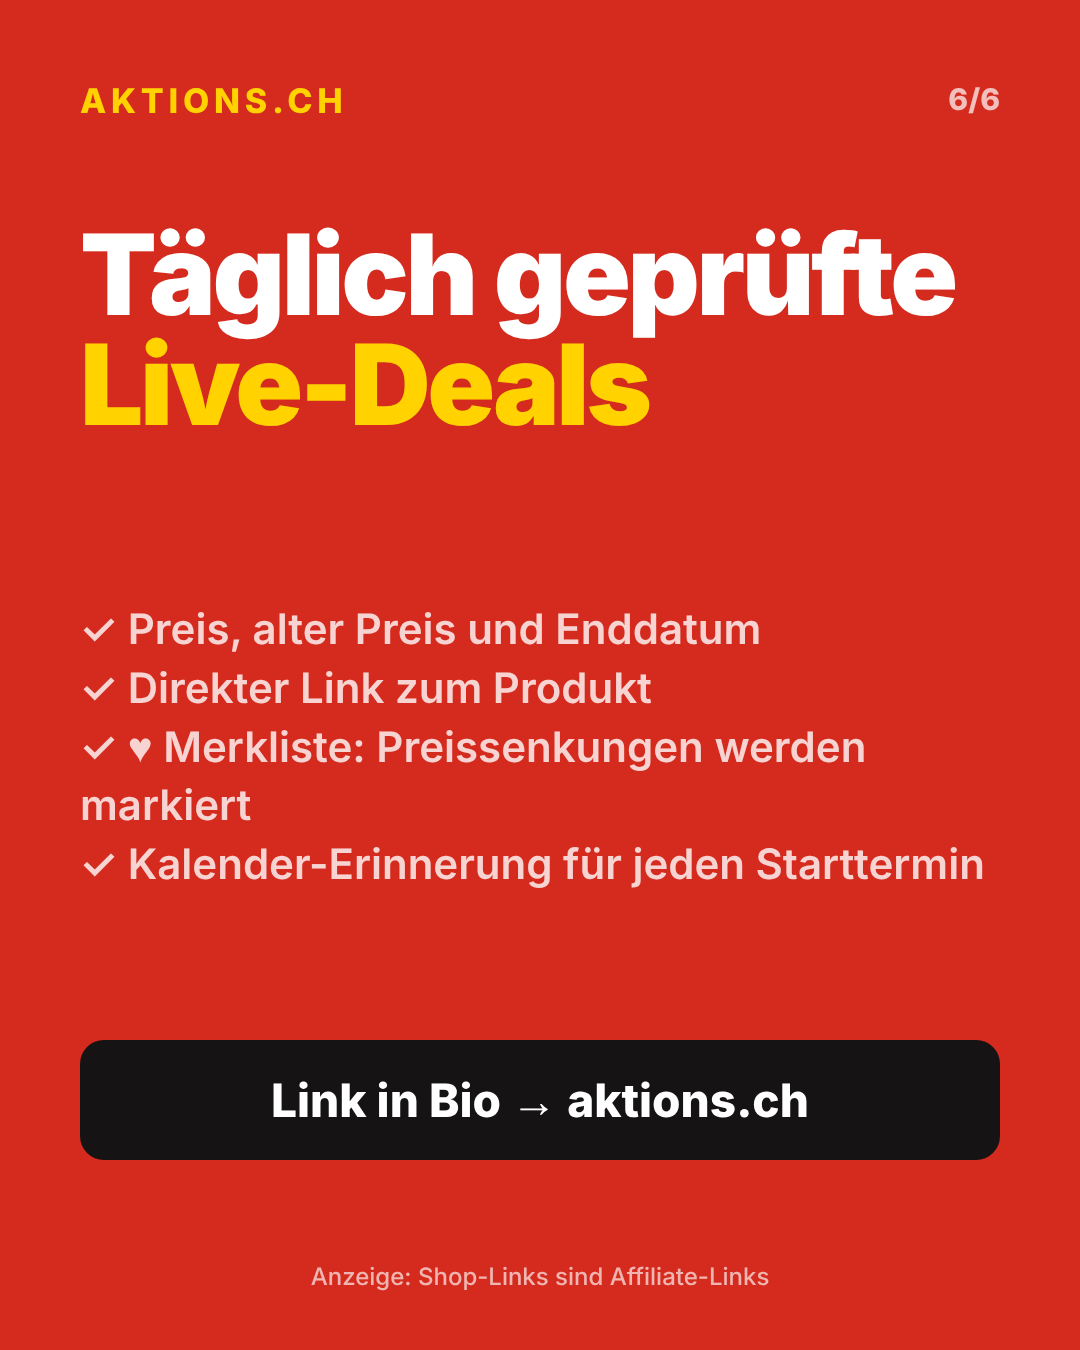 AKTIONS.CH
6/6
Täglich geprüfte
Live-Deals
✓ Preis, alter Preis und Enddatum
✓ Direkter Link zum Produkt
✓ ♥ Merkliste: Preissenkungen werden
markiert
✓ Kalender-Erinnerung für jeden Starttermin
Link in Bio → aktions.ch
Anzeige: Shop-Links sind Affiliate-Links